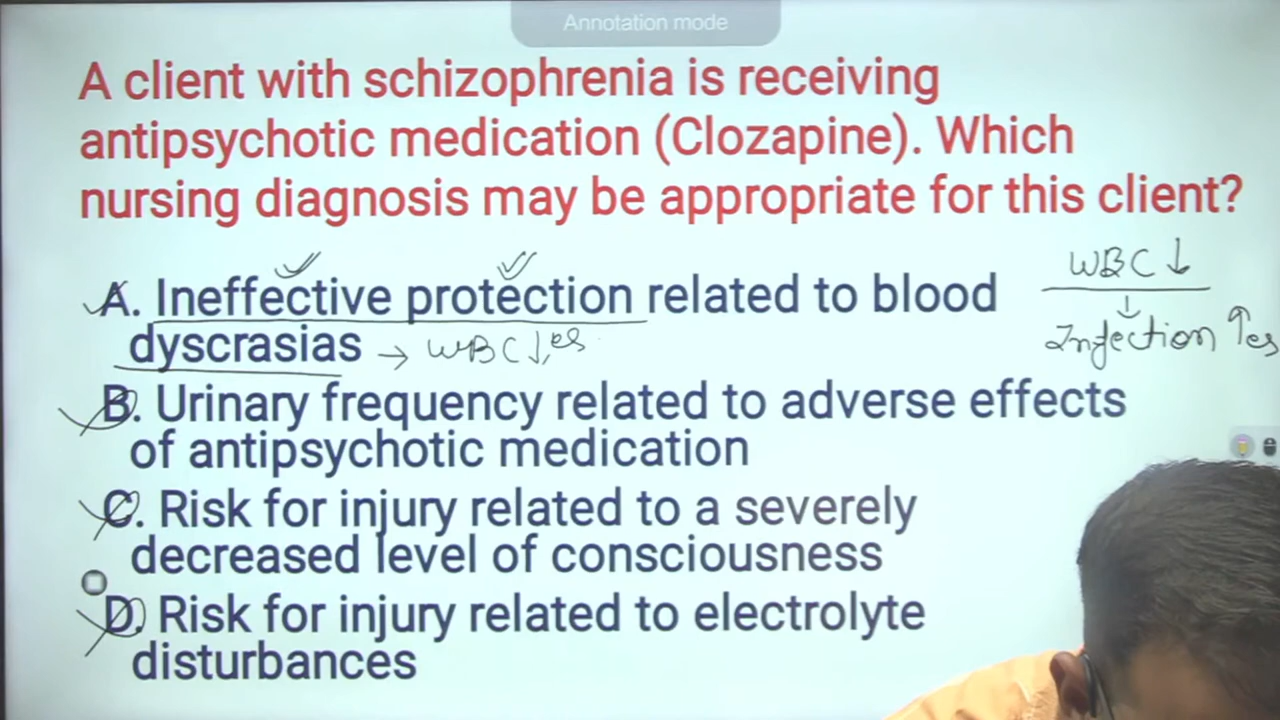 Annotation mode
A client with schizophrenia is receiving
antipsychotic medication (Clozapine). Which
nursing diagnosis may be appropriate for this client?
A. Ineffective protection related to blood
dyscrasias → WBC↓es
WBC↓
↓
Infection ↑es
B. Urinary frequency related to adverse effects
of antipsychotic medication
C. Risk for injury related to a severely
decreased level of consciousness
D. Risk for injury related to electrolyte
disturbances